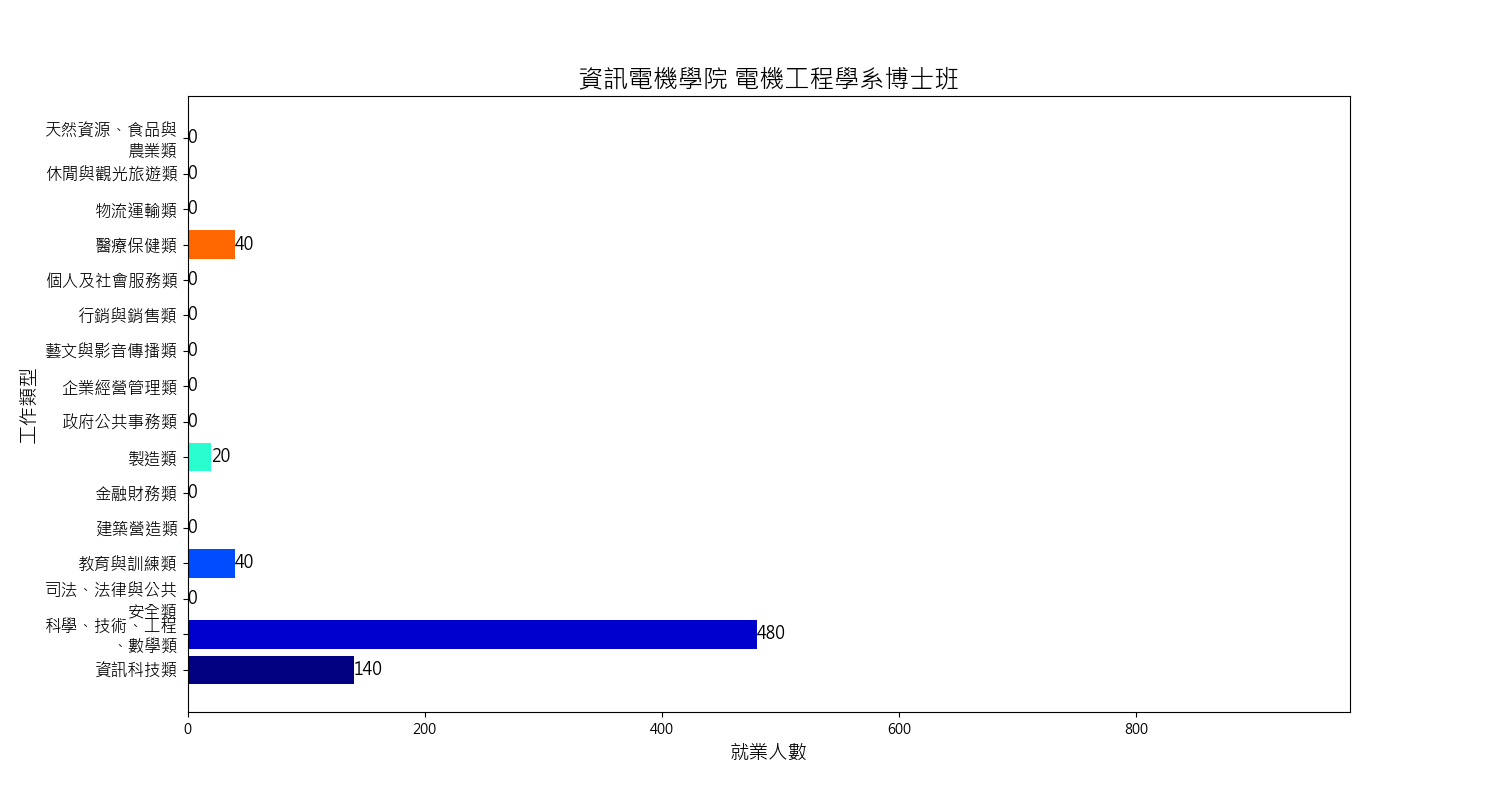 資訊電機學院 電機工程學系博士班
天然資源、食品與
農業類
0
休閒與觀光旅遊類
0
物流運輸類
0
醫療保健類
40
個人及社會服務類
0
行銷與銷售類
0
藝文與影音傳播類
0
企業經營管理類
0
政府公共事務類
0
製造類
20
金融財務類
0
建築營造類
0
教育與訓練類
40
司法、法律與公共
安全類
0
科學、技術、工程
、數學類
480
資訊科技類
140
工作類型
0 200 400 600 800
就業人數